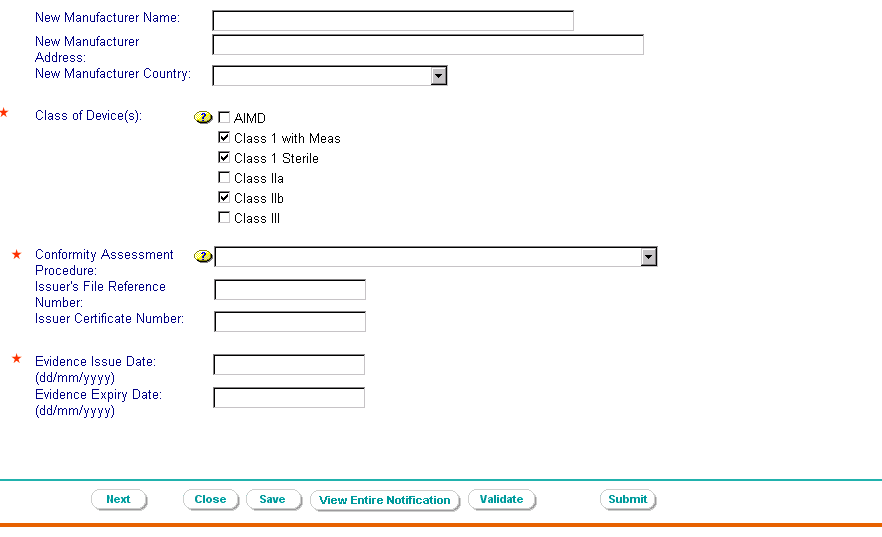 New Manufacturer Name:
New Manufacturer
Address:
New Manufacturer Country:
Class of Device(s):
? AIMD
Class 1 with Meas
Class 1 Sterile
Class IIa
Class IIb
Class III
Conformity Assessment
Procedure:
?
Issuer's File Reference
Number:
Issuer Certificate Number:
Evidence Issue Date:
(dd/mm/yyyy)
Evidence Expiry Date:
(dd/mm/yyyy)
Next Close Save View Entire Notification Validate Submit